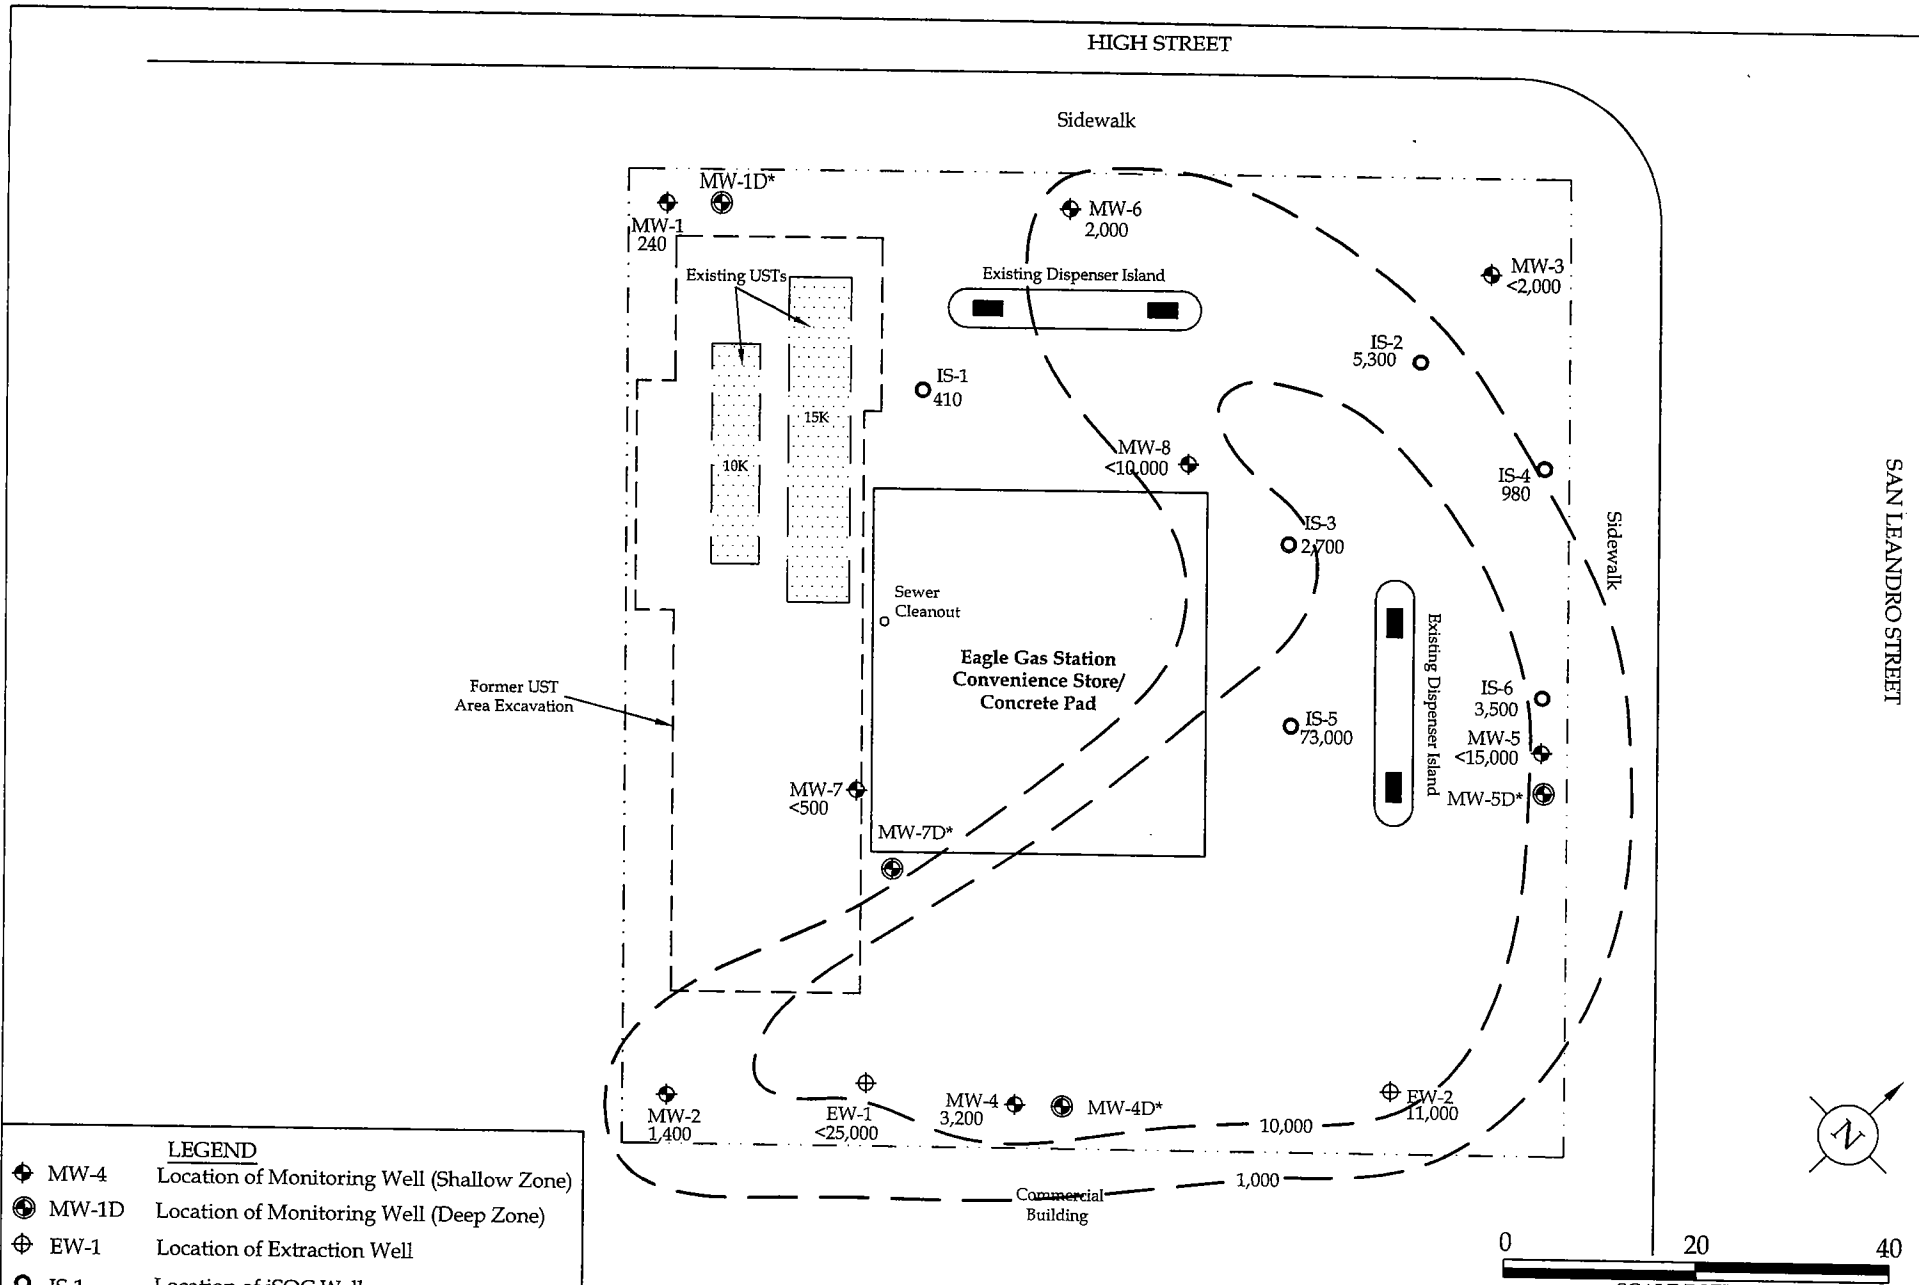 HIGH STREET
Sidewalk
MW-1D*
MW-1
240
MW-6
2,000
MW-3
<2,000
Existing USTs
Existing Dispenser Island
IS-2
5,300
IS-1
410
15K
10K
MW-8
<10,000
IS-4
980
IS-3
2,700
Sidewalk
SAN LEANDRO STREET
Sewer
Cleanout
Eagle Gas Station
Convenience Store/
Concrete Pad
Existing Dispenser Island
Former UST
Area Excavation
IS-6
3,500
IS-5
73,000
MW-5
<15,000
MW-5D*
MW-7
<500
MW-7D*
MW-2
1,400
EW-1
<25,000
MW-4
3,200
MW-4D*
EW-2
11,000
10,000
1,000
Commercial
Building
N
LEGEND
MW-4 Location of Monitoring Well (Shallow Zone)
MW-1D Location of Monitoring Well (Deep Zone)
EW-1 Location of Extraction Well
IS-1 Location of iSOC Well
0 20 40